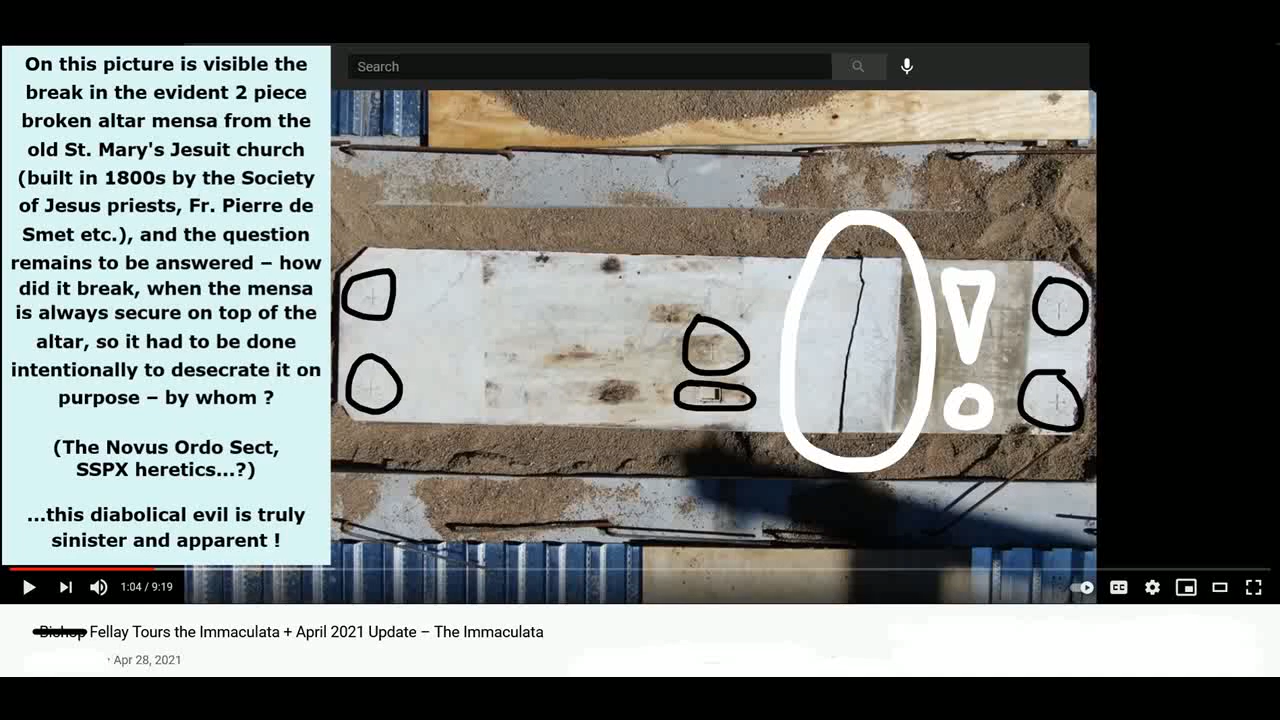 On this picture is visible the
break in the evident 2 piece
broken altar mensa from the
old St. Mary's Jesuit church
(built in 1800s by the Society
of Jesus priests, Fr. Pierre de
Smet etc.), and the question
remains to be answered – how
did it break, when the mensa
is always secure on top of the
altar, so it had to be done
intentionally to desecrate it on
purpose – by whom ?
(The Novus Ordo Sect,
SSPX heretics...?)
...this diabolical evil is truly
sinister and apparent !
Search
!
1:04 / 9:19
CC
Bishop Fellay Tours the Immaculata + April 2021 Update – The Immaculata
· Apr 28, 2021